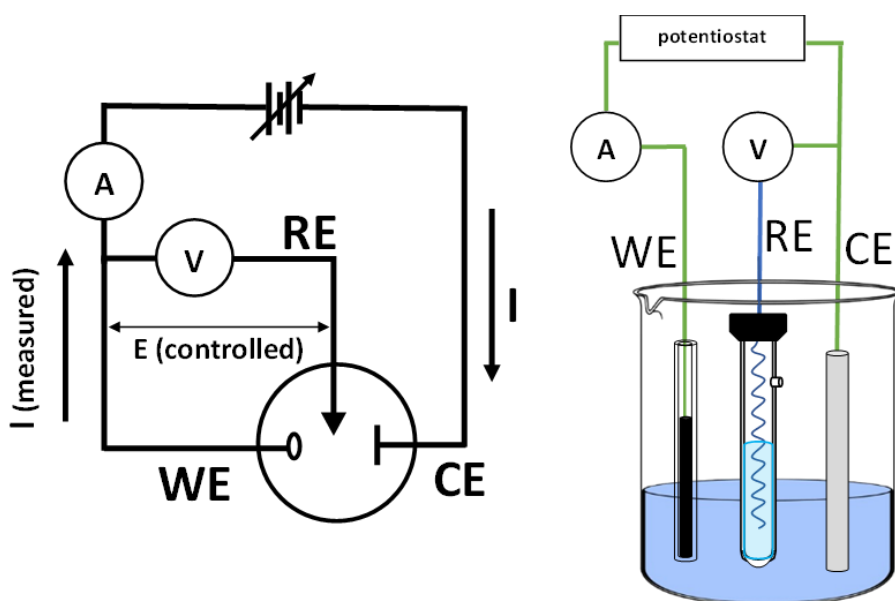 A
V
RE
E (controlled)
I (measured)
I
WE
CE
potentiostat
A
V
WE
RE
CE